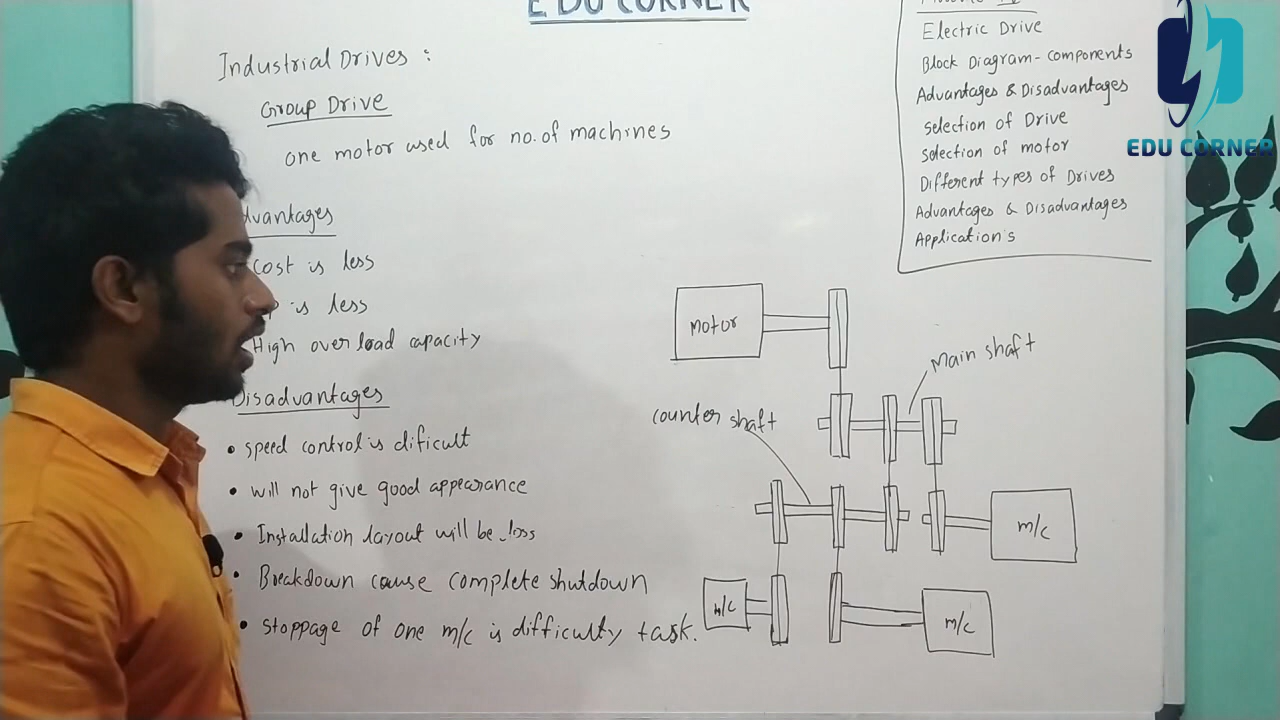 EDU CORNER
Industrial Drives :
Group Drive
one motor used for no. of machines
dvantages
cost is less
is less
High over load capacity
Disadvantages
• speed control is dificult
• will not give good appearance
• Installation layout will be loss
• Breakdown cause complete shutdown
• stoppage of one m/c is difficulty task.
Electric Drive
Block Diagram - components
Advantages & Disadvantages
selection of Drive
selection of motor
Different types of Drives
Advantages & Disadvantages
Application's
EDU CORNER
motor
main shaft
counter shaft
m/c
m/c
m/c